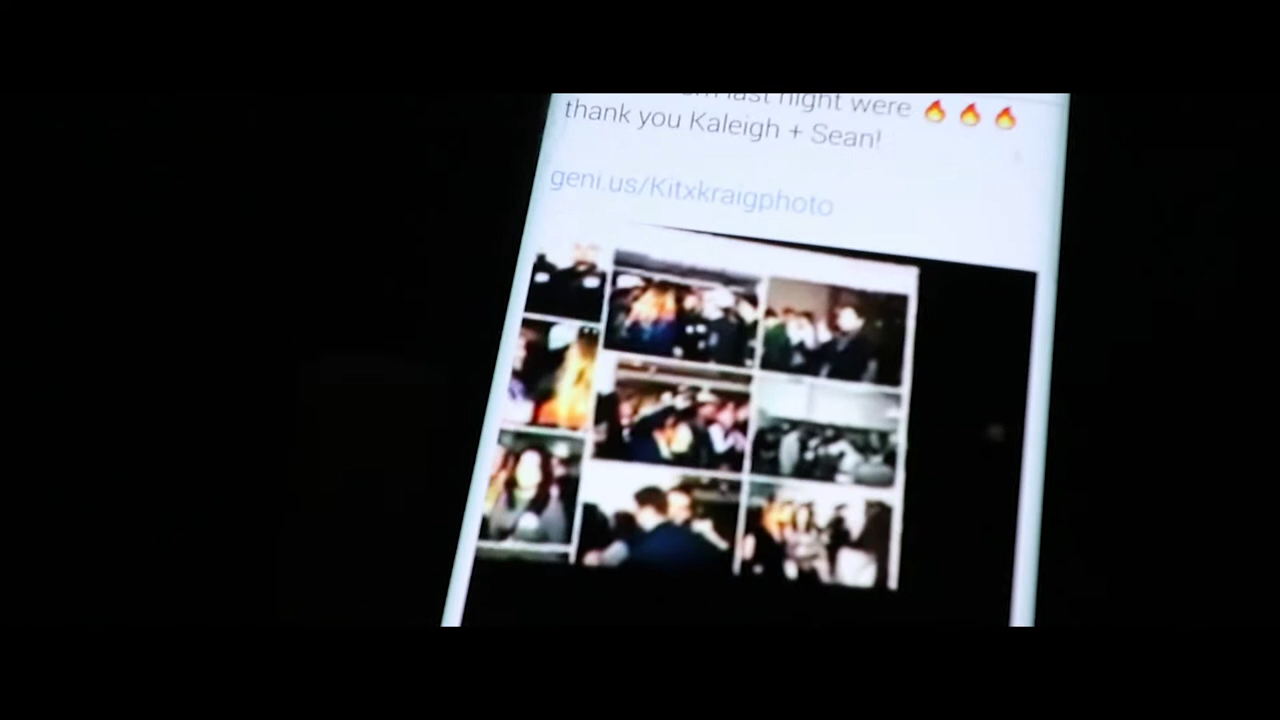 last night were 🔥🔥🔥
thank you Kaleigh + Sean!
geni.us/Kitxkraigphoto